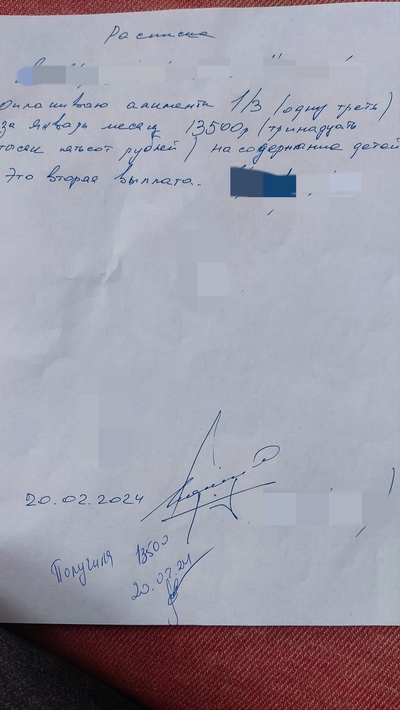 Расписка
оплачиваю алименты 1/3 (одну треть)
за январь месяц 13500р (тринадцать
тысяч пятьсот рублей) на содержание детей
Это вторая выплата..
20.02.2024
Получила 13500
20.02.24